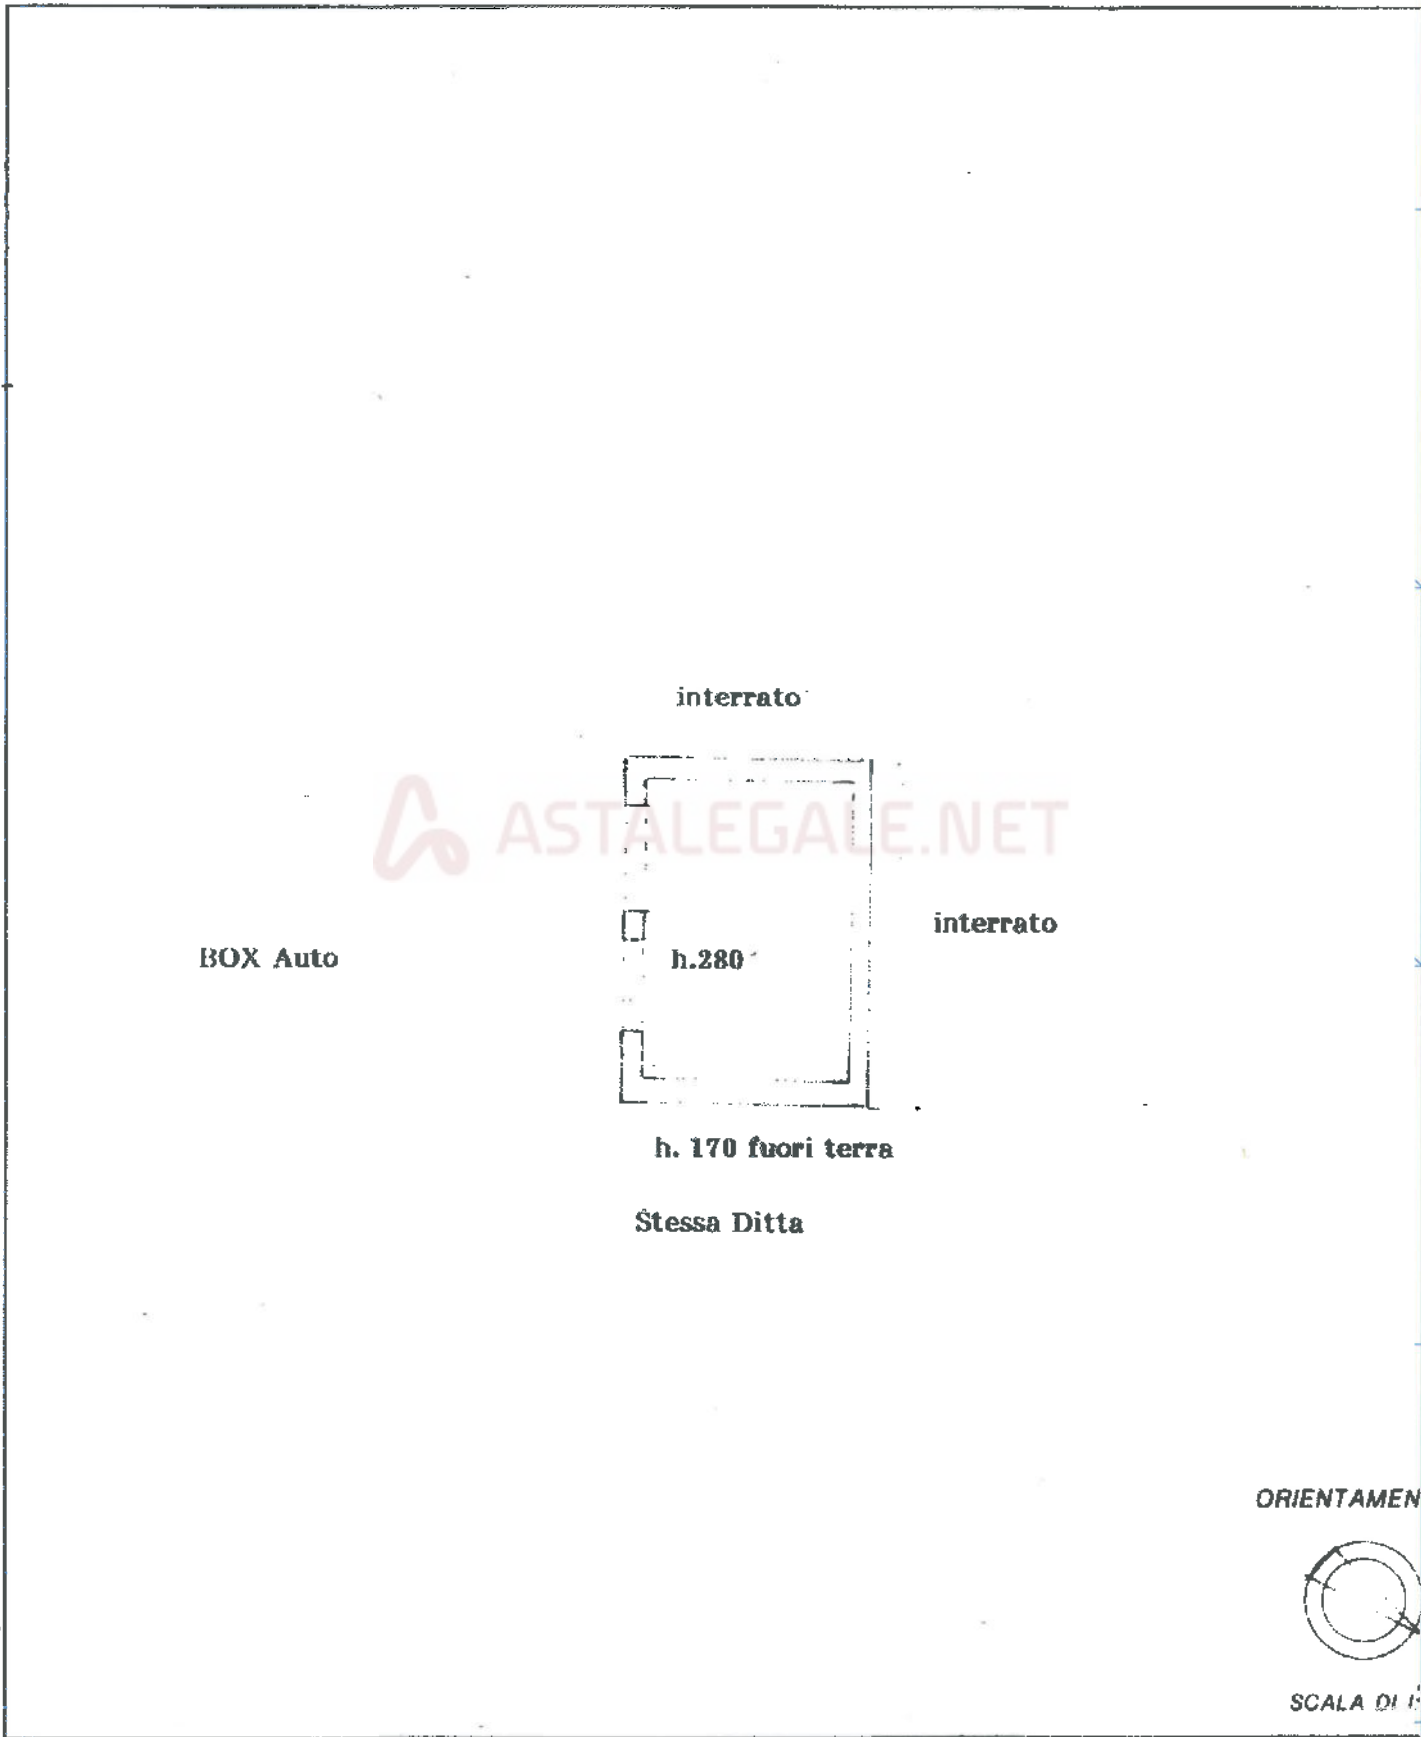 interrato
ASTALEGALE.NET
interrato
BOX Auto
h.280
h. 170 fuori terra
Stessa Ditta
ORIENTAMEN
SCALA DI